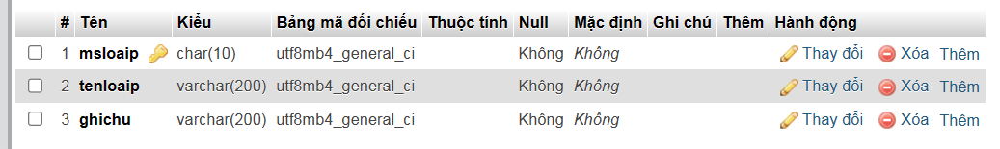 # Tên Kiểu Bảng mã đối chiếu Thuộc tính Null Mặc định Ghi chú Thêm Hành động
1 msloaip char(10) utf8mb4_general_ci Không Không Thay đổi Xóa Thêm
2 tenloaip varchar(200) utf8mb4_general_ci Không Không Thay đổi Xóa Thêm
3 ghichu varchar(200) utf8mb4_general_ci Không Không Thay đổi Xóa Thêm